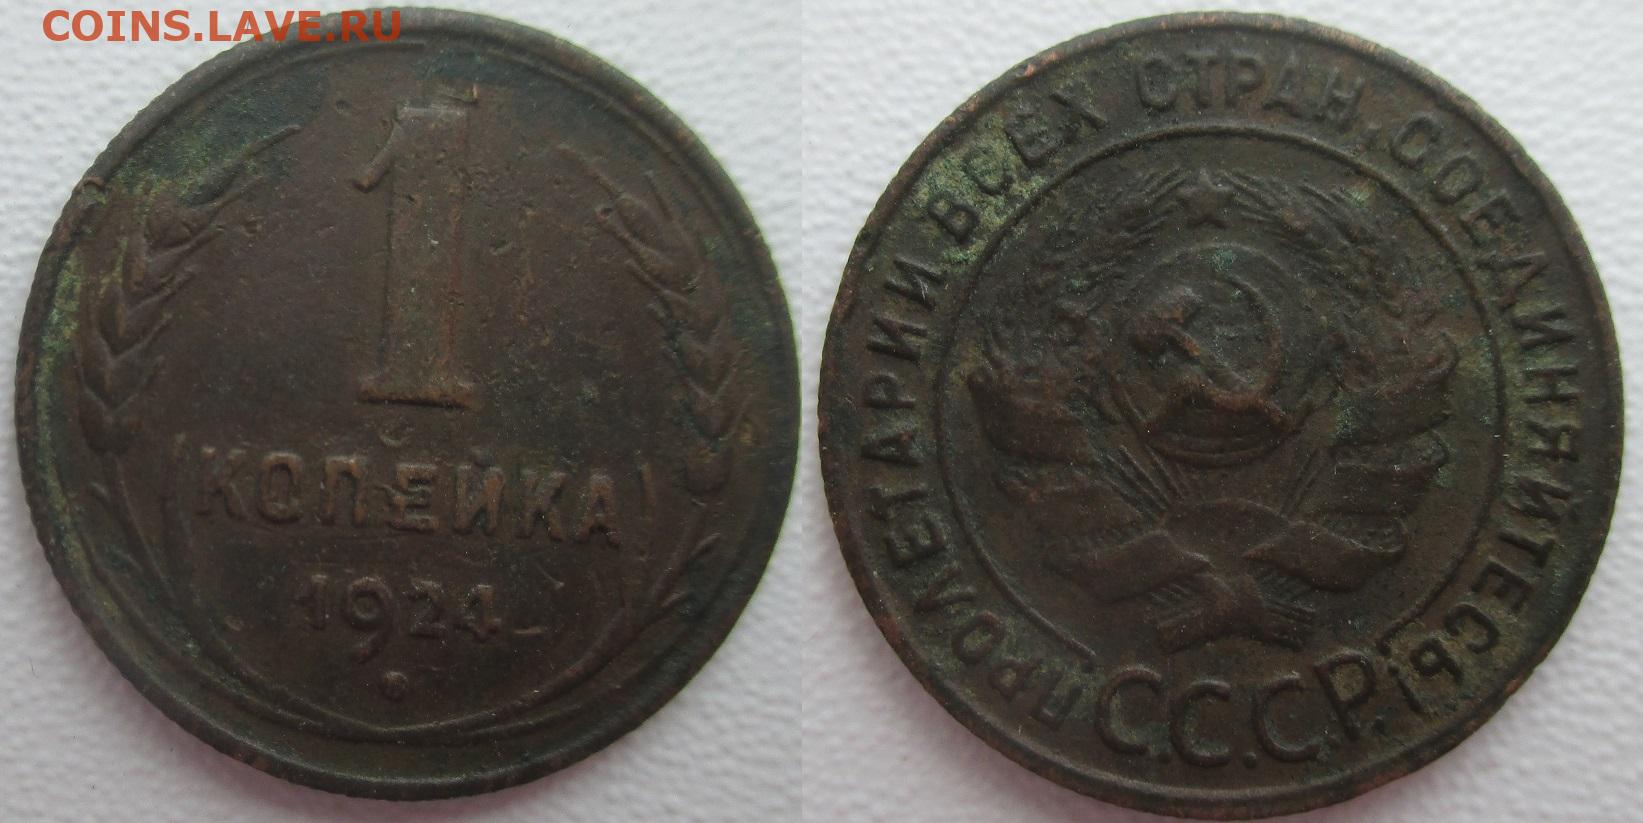 COINS.LAVE.RU
1
КОПЕЙКА
1924
ПРОЛЕТАРИИ ВСЕХ СТРАН, СОЕДИНЯЙТЕСЬ!
С.С.С.Р.